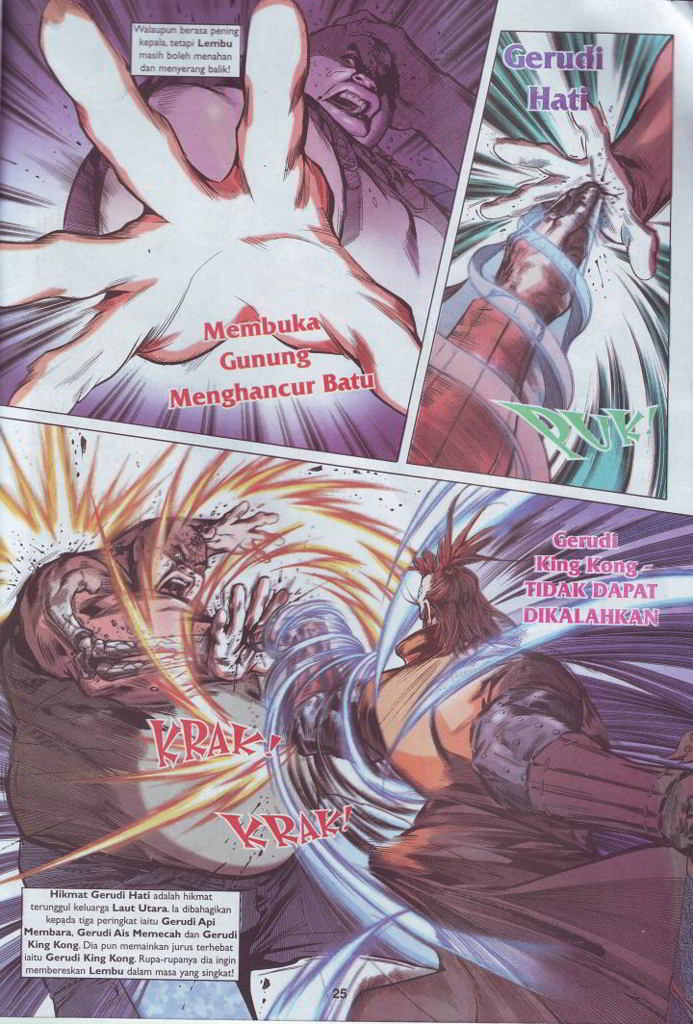 Walaupun berasa pening
kepala, tetapi Lembu
masih boleh menahan
dan menyerang balik!
Membuka
Gunung
Menghancur Batu
Gerudi
Hati
PUK!
Gerudi
King Kong -
TIDAK DAPAT
DIKALAHKAN
KRAK!
KRAK!
Hikmat Gerudi Hati adalah hikmat
terunggul keluarga Laut Utara. Ia dibahagikan
kepada tiga peringkat iaitu Gerudi Api
Membara, Gerudi Ais Memecah dan Gerudi
King Kong. Dia pun memainkan jurus terhebat
iaitu Gerudi King Kong. Rupa-rupanya dia ingin
membereskan Lembu dalam masa yang singkat!
25